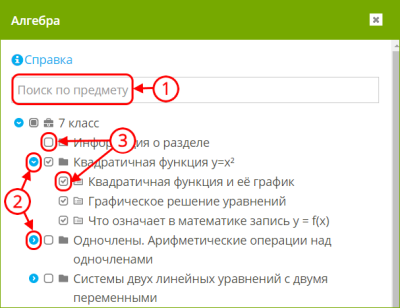 Алгебра
Справка
Поиск по предмету
1
7 класс
3
Информация о разделе
Квадратичная функция y=x²
Квадратичная функция и её график
2
Графическое решение уравнений
Что означает в математике запись y = f(x)
Одночлены. Арифметические операции над
одночленами
Системы двух линейных уравнений с двумя
переменными